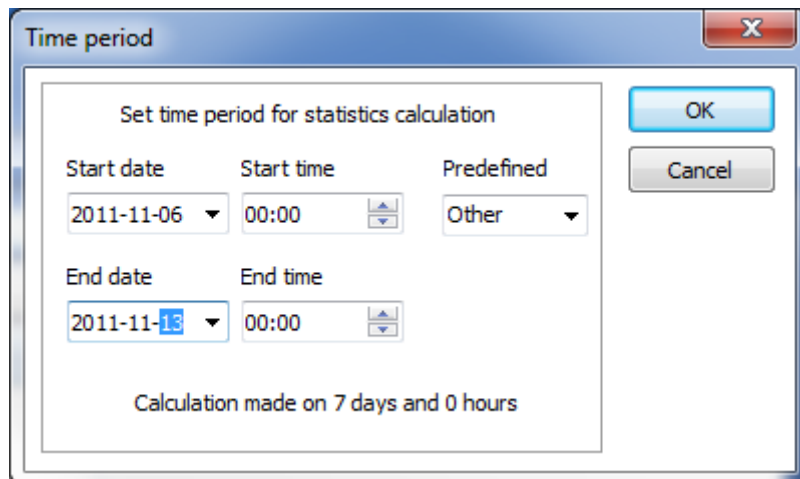 Time period
Set time period for statistics calculation
OK
Start date Start time Predefined
Cancel
2011-11-06 00:00 Other
End date End time
2011-11-13 00:00
Calculation made on 7 days and 0 hours